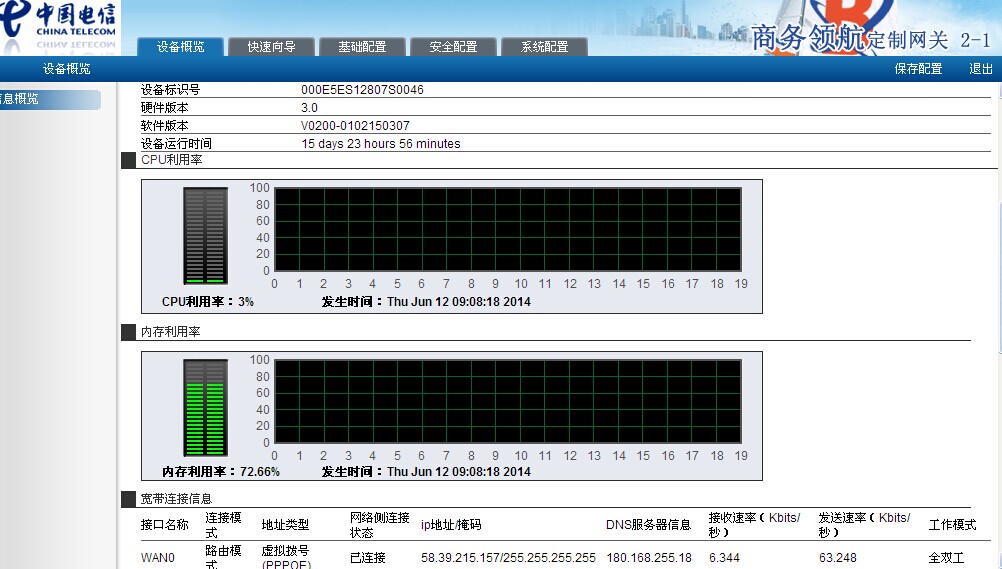 中国电信
CHINA TELECOM
设备概览 快速向导 基础配置 安全配置 系统配置
商务领航定制网关 2-1
设备概览 保存配置 退出
息概览
设备标识号 000E5ES12807S0046
硬件版本 3.0
软件版本 V0200-0102150307
设备运行时间 15 days 23 hours 56 minutes
CPU利用率
100
80
60
40
20
0
0 1 2 3 4 5 6 7 8 9 10 11 12 13 14 15 16 17 18 19
CPU利用率：3% 发生时间：Thu Jun 12 09:08:18 2014
内存利用率
100
80
60
40
20
0
0 1 2 3 4 5 6 7 8 9 10 11 12 13 14 15 16 17 18 19
内存利用率：72.66% 发生时间：Thu Jun 12 09:08:18 2014
宽带连接信息
接口名称 连接模式 地址类型 网络侧连接状态 ip地址/掩码 DNS服务器信息 接收速率（Kbits/秒） 发送速率（Kbits/秒） 工作模式
WAN0 路由模式 虚拟拨号(PPPOE) 已连接 58.39.215.157/255.255.255.255 180.168.255.18 6.344 63.248 全双工